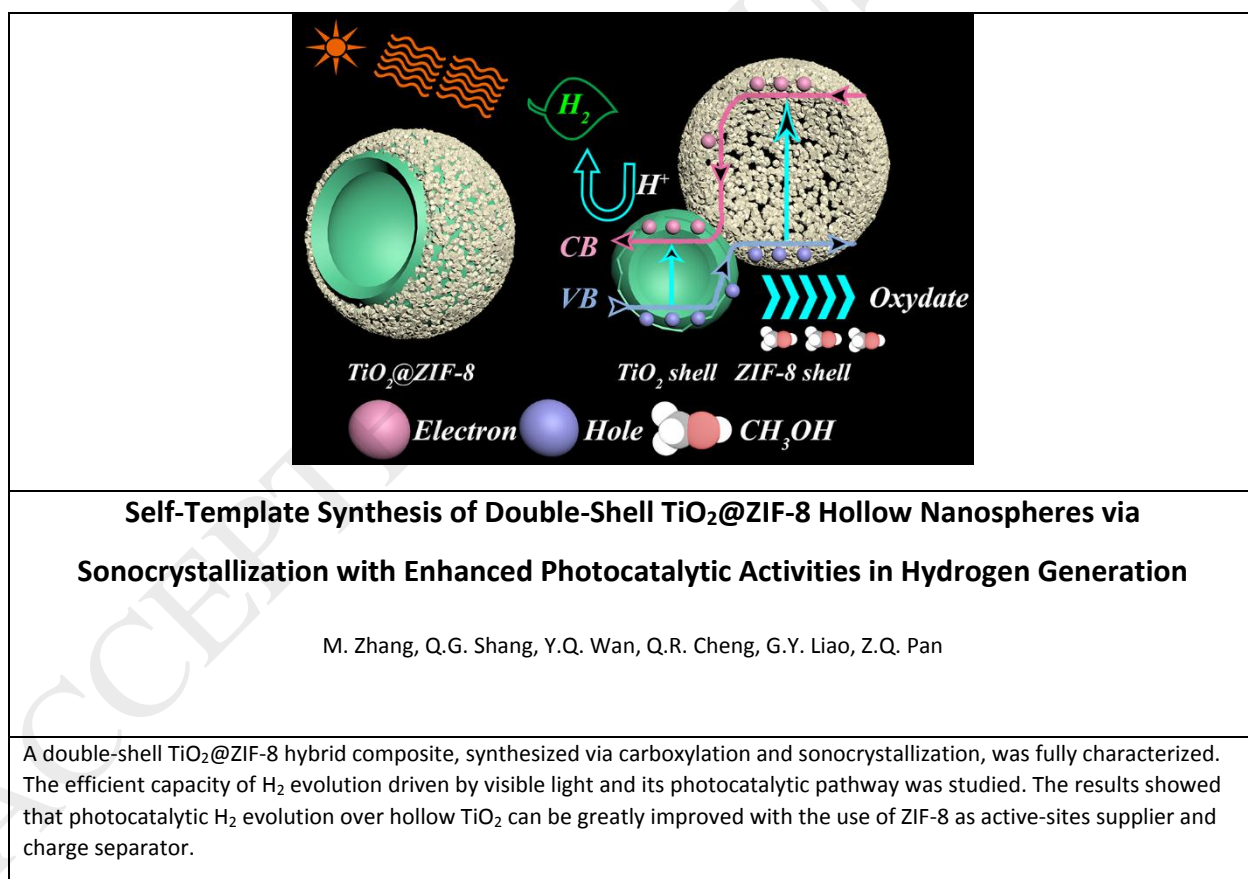 H₂
H⁺
CB
VB
Oxydate
TiO₂@ZIF-8
TiO₂ shell ZIF-8 shell
Electron Hole CH₃OH
Self-Template Synthesis of Double-Shell TiO₂@ZIF-8 Hollow Nanospheres via
Sonocrystallization with Enhanced Photocatalytic Activities in Hydrogen Generation
M. Zhang, Q.G. Shang, Y.Q. Wan, Q.R. Cheng, G.Y. Liao, Z.Q. Pan
A double-shell TiO₂@ZIF-8 hybrid composite, synthesized via carboxylation and sonocrystallization, was fully characterized.
The efficient capacity of H₂ evolution driven by visible light and its photocatalytic pathway was studied. The results showed
that photocatalytic H₂ evolution over hollow TiO₂ can be greatly improved with the use of ZIF-8 as active-sites supplier and
charge separator.